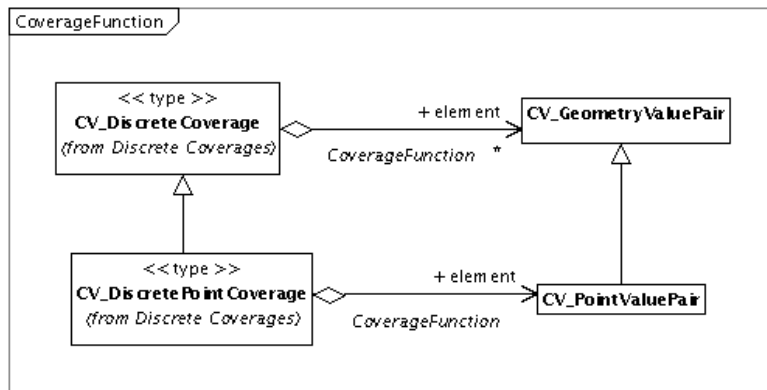 CoverageFunction
<< type >>
CV_DiscreteCoverage
(from Discrete Coverages)
+ element
CoverageFunction *
CV_GeometryValuePair
<< type >>
CV_DiscretePointCoverage
(from Discrete Coverages)
+ element
CoverageFunction
CV_PointValuePair